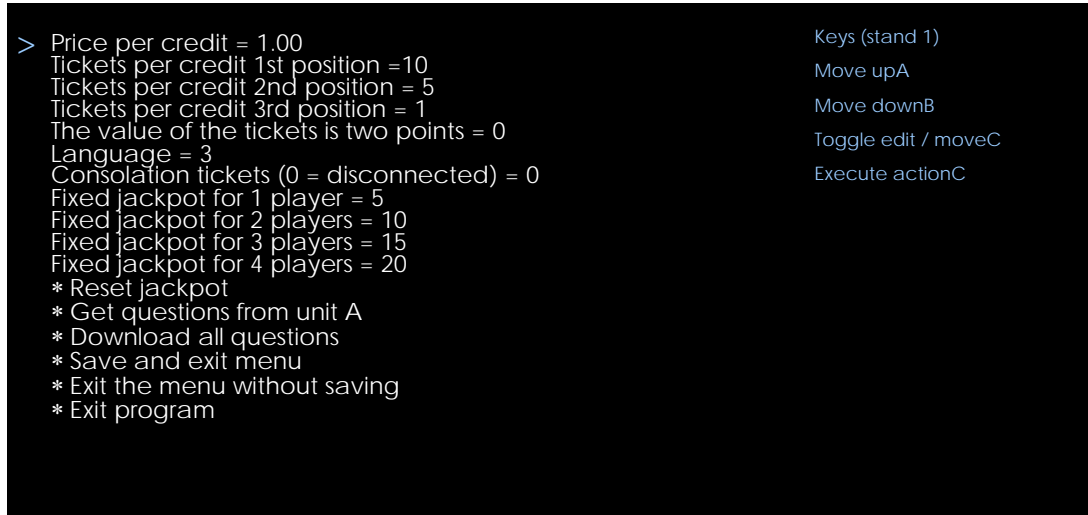 > Price per credit = 1.00
Tickets per credit 1st position =10
Tickets per credit 2nd position = 5
Tickets per credit 3rd position = 1
The value of the tickets is two points = 0
Language = 3
Consolation tickets (0 = disconnected) = 0
Fixed jackpot for 1 player = 5
Fixed jackpot for 2 players = 10
Fixed jackpot for 3 players = 15
Fixed jackpot for 4 players = 20
* Reset jackpot
* Get questions from unit A
* Download all questions
* Save and exit menu
* Exit the menu without saving
* Exit program
Keys (stand 1)
Move upA
Move downB
Toggle edit / moveC
Execute actionC